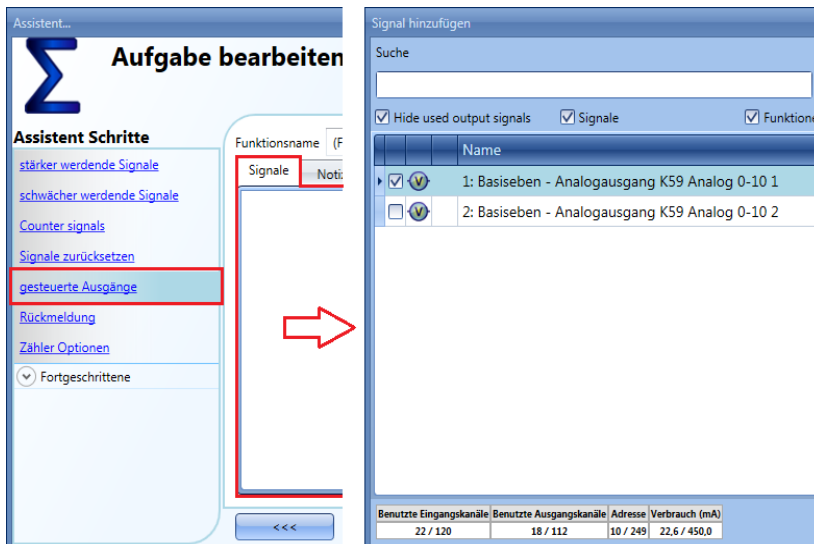 Assistent...
Aufgabe bearbeiten
Assistent Schritte
stärker werdende Signale
schwächer werdende Signale
Counter signals
Signale zurücksetzen
gesteuerte Ausgänge
Rückmeldung
Zähler Optionen
Fortgeschrittene
Funktionsname (F
Signale Noti
<<<
Signal hinzufügen
Suche
Hide used output signals Signale Funktione
Name
1: Basiseben - Analogausgang K59 Analog 0-10 1
2: Basiseben - Analogausgang K59 Analog 0-10 2
Benutzte Eingangskanäle Benutzte Ausgangskanäle Adresse Verbrauch (mA)
22 / 120 18 / 112 10 / 249 22,6 / 450,0